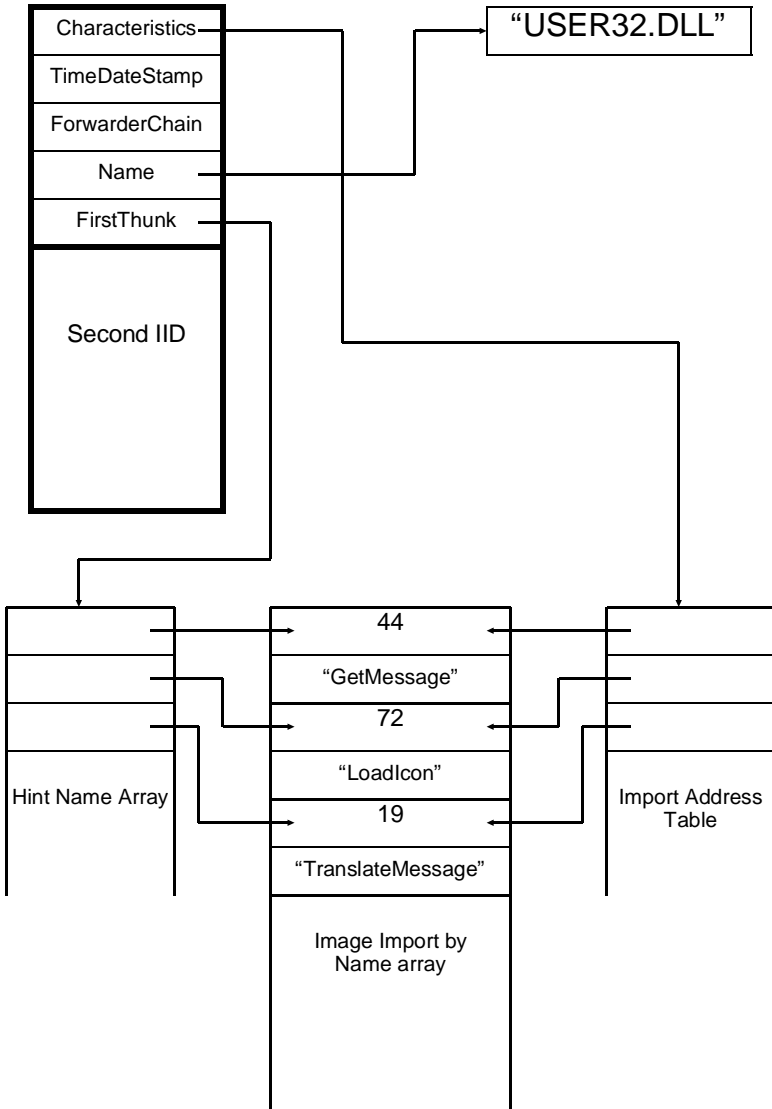 Characteristics
"USER32.DLL"
TimeDateStamp
ForwarderChain
Name
FirstThunk
Second IID
44
“GetMessage”
72
“LoadIcon”
19
“TranslateMessage”
Hint Name Array
Import Address
Table
Image Import by
Name array